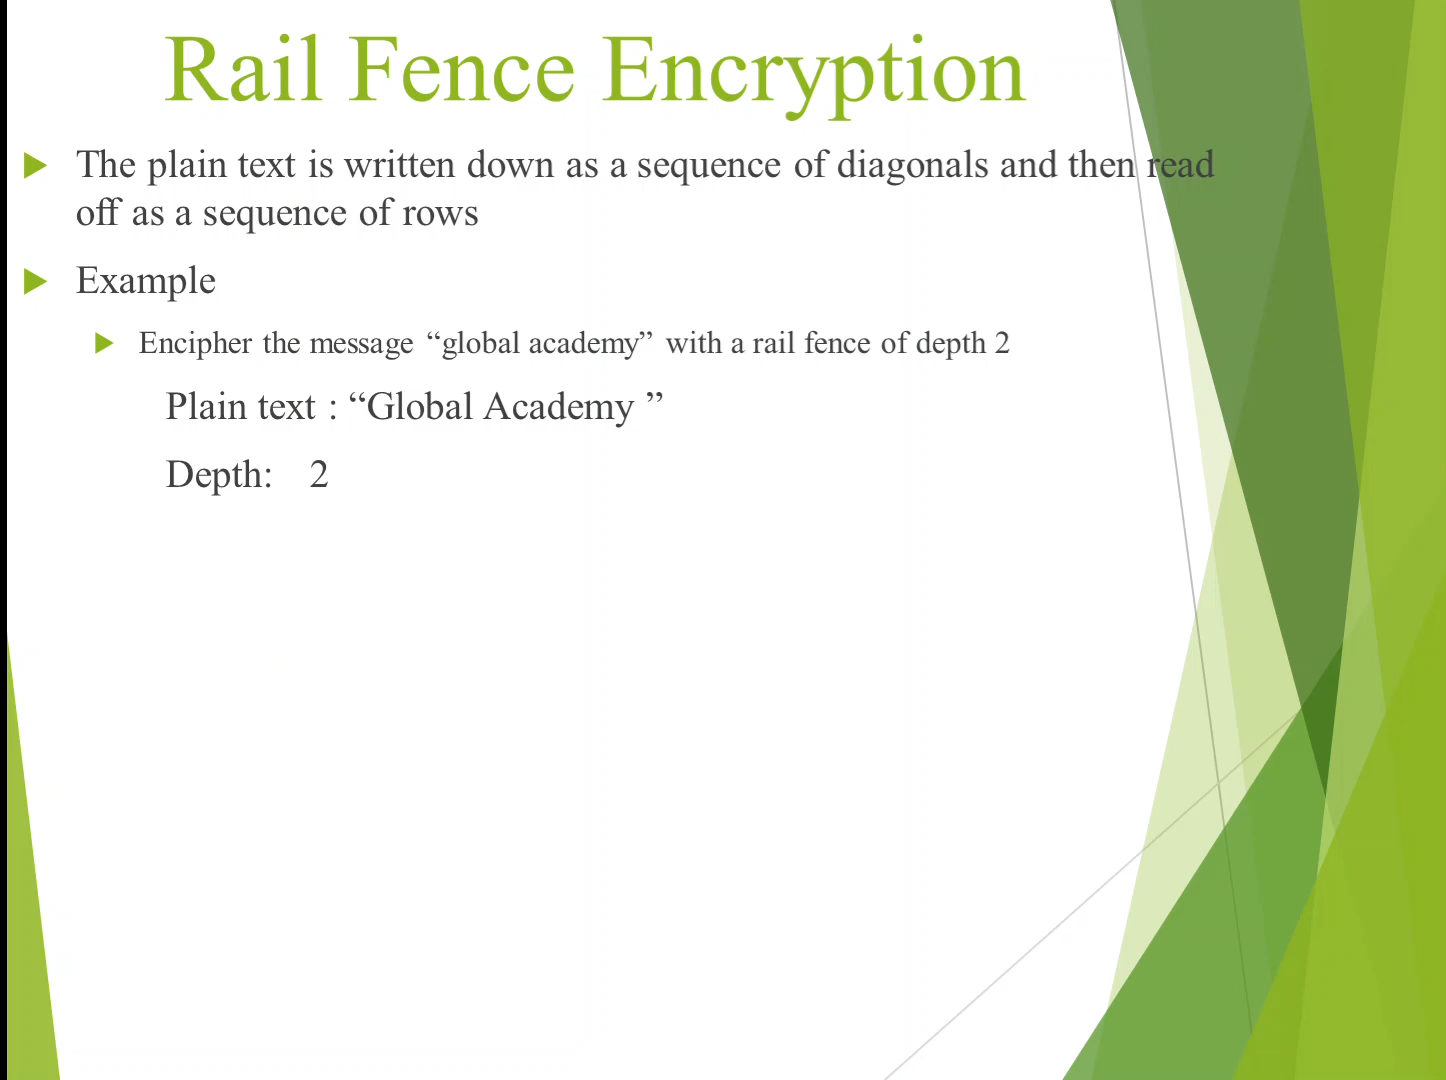 Rail Fence Encryption
The plain text is written down as a sequence of diagonals and then read
off as a sequence of rows
Example
Encipher the message “global academy” with a rail fence of depth 2
Plain text : “Global Academy ”
Depth: 2